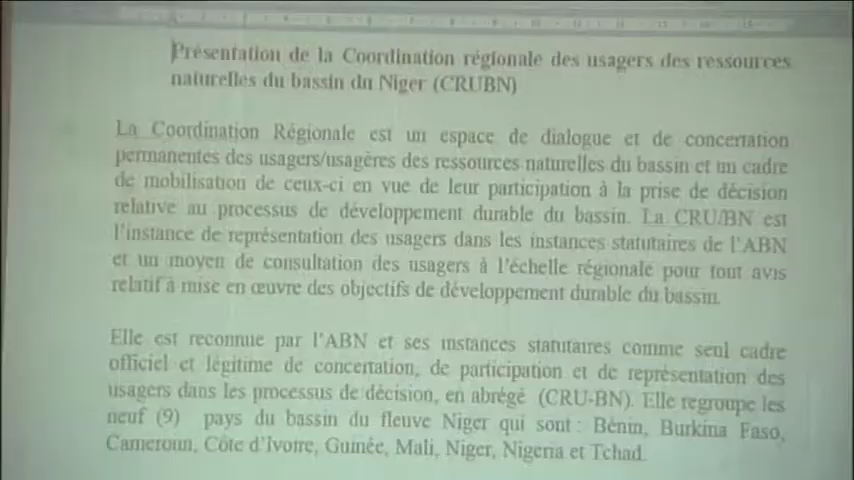 Présentation de la Coordination régionale des usagers des ressources
naturelles du bassin du Niger (CRUBN)
La Coordination Régionale est un espace de dialogue et de concertation
permanentes des usagers/usagères des ressources naturelles du bassin et un cadre
de mobilisation de ceux-ci en vue de leur participation à la prise de décision
relative au processus de développement durable du bassin. La CRU/BN est
l'instance de représentation des usagers dans les instances statutaires de l'ABN
et un moyen de consultation des usagers à l'échelle régionale pour tout avis
relatif à mise en œuvre des objectifs de développement durable du bassin.
Elle est reconnue par l'ABN et ses instances statutaires comme seul cadre
officiel et légitime de concertation, de participation et de représentation des
usagers dans les processus de décision, en abrégé (CRU-BN). Elle regroupe les
neuf (9) pays du bassin du fleuve Niger qui sont : Bénin, Burkina Faso,
Cameroun, Côte d'Ivoire, Guinée, Mali, Niger, Nigeria et Tchad.